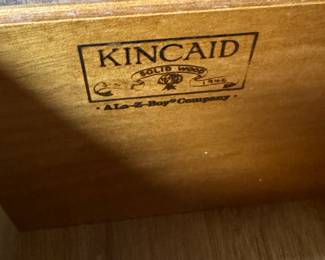 KINCAID
SOLID WOOD
1946
· A La-Z-Boy® Company ·